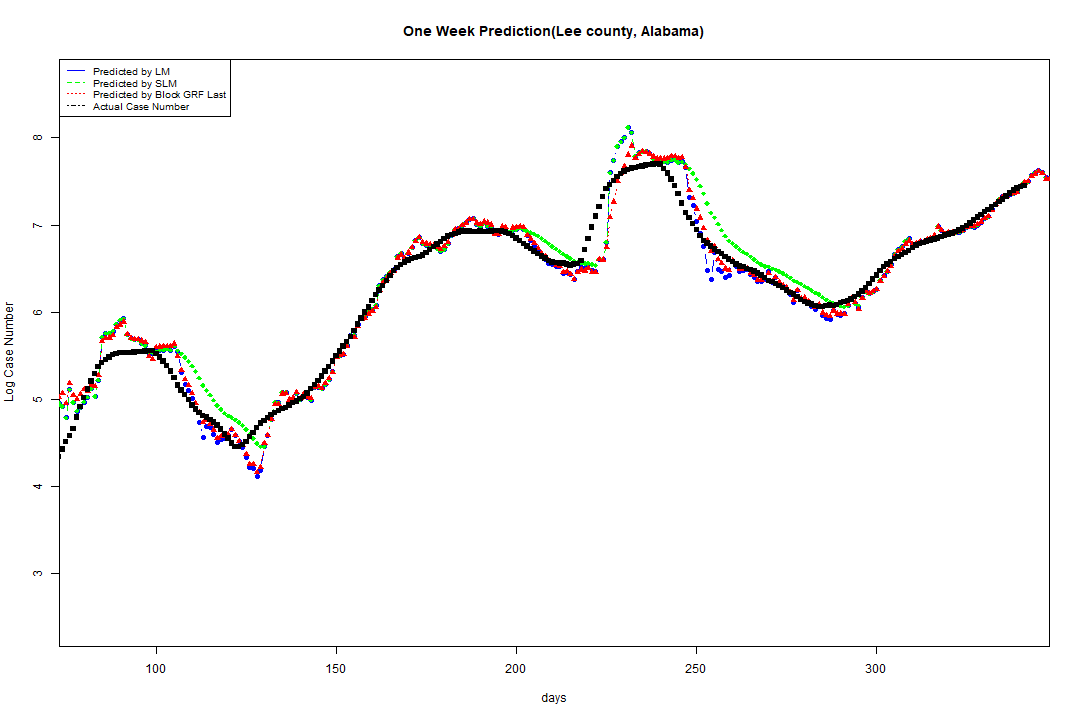 One Week Prediction(Lee county, Alabama)
Predicted by LM
Predicted by SLM
Predicted by Block GRF Last
Actual Case Number
Log Case Number
8
7
6
5
4
3
100 150 200 250 300
days